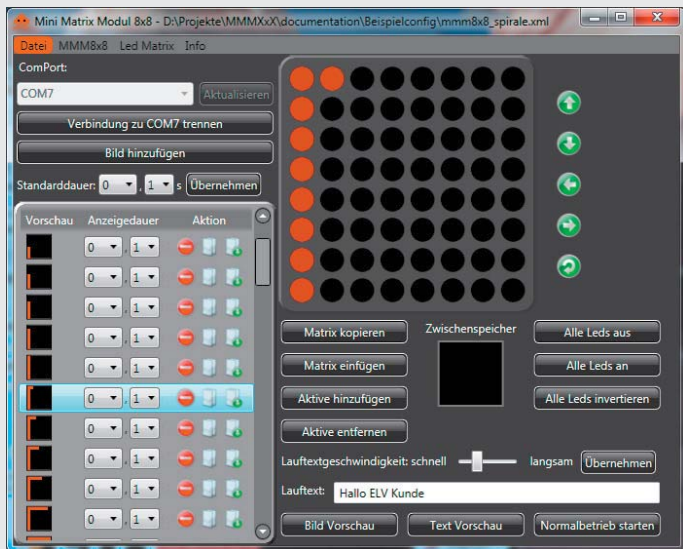 Mini Matrix Modul 8x8 - D:\Projekte\MMMXxX\documentation\Beispielconfig\mmm8x8_spirale.xml
Datei MMM8x8 Led Matrix Info
ComPort:
COM7 Aktualisieren
Verbindung zu COM7 trennen
Bild hinzufügen
Standarddauer: 0 , 1 s Übernehmen
Vorschau Anzeigedauer Aktion
0 , 1
0 , 1
0 , 1
0 , 1
0 , 1
0 , 1
0 , 1
0 , 1
0 , 1
0 , 1
Matrix kopieren Zwischenspeicher Alle Leds aus
Matrix einfügen Alle Leds an
Aktive hinzufügen Alle Leds invertieren
Aktive entfernen
Lauftextgeschwindigkeit: schnell langsam Übernehmen
Lauftext: Hallo ELV Kunde
Bild Vorschau Text Vorschau Normalbetrieb starten